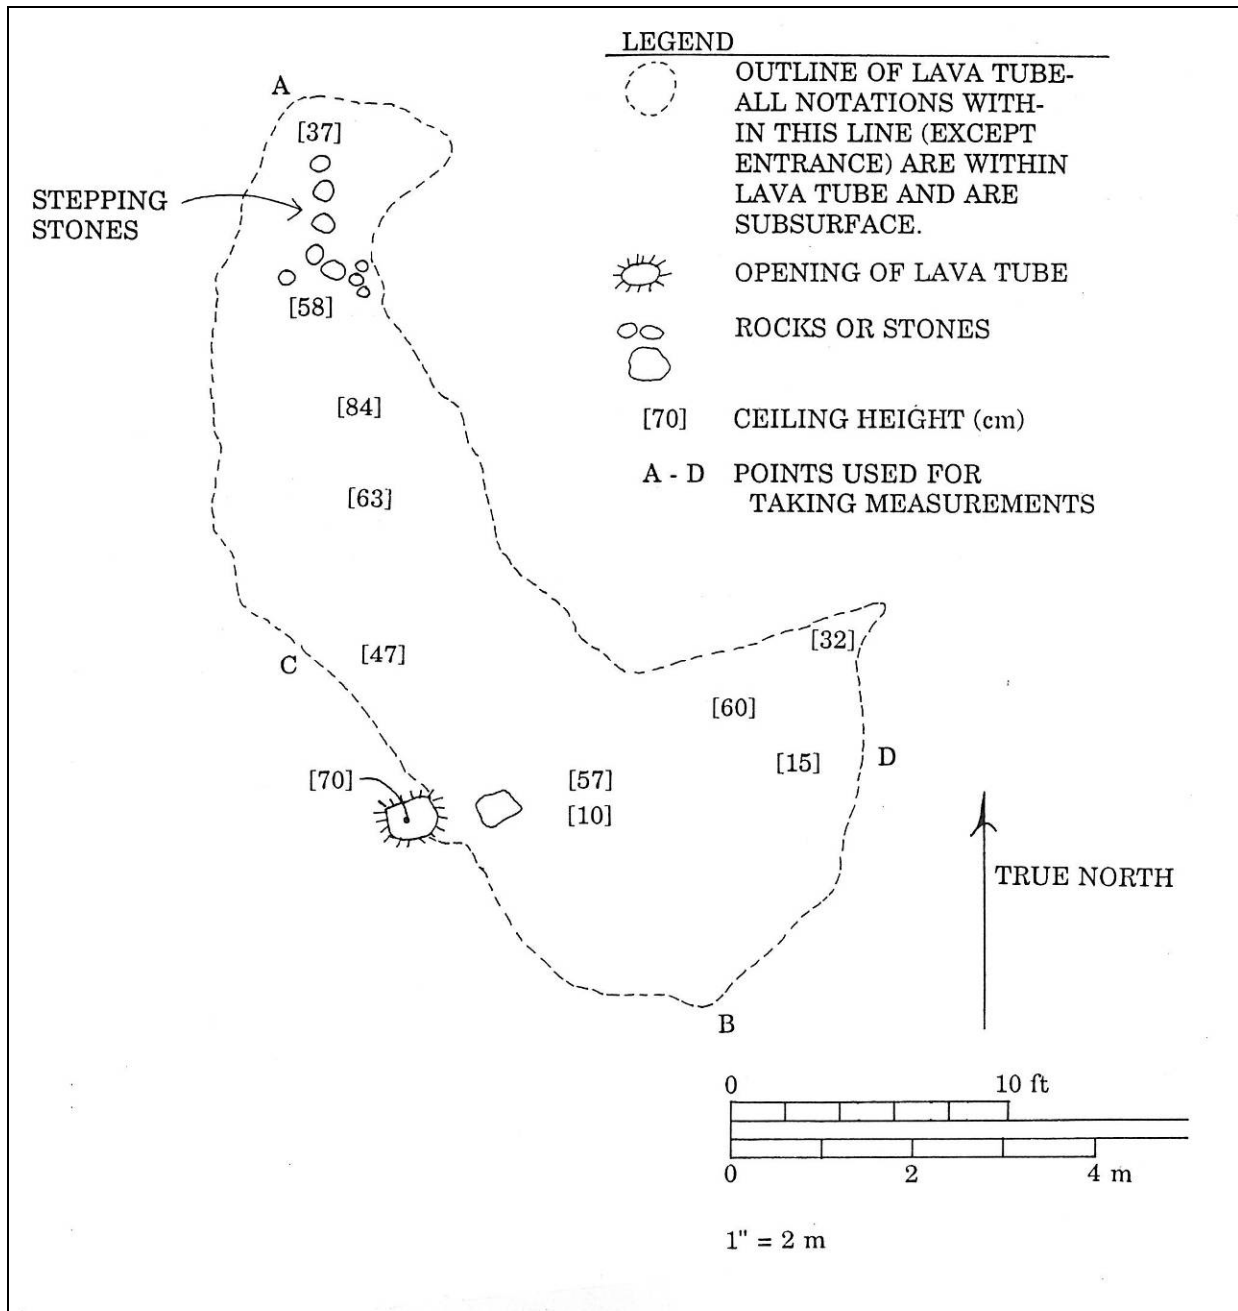 LEGEND
OUTLINE OF LAVA TUBE-
ALL NOTATIONS WITH-
IN THIS LINE (EXCEPT
ENTRANCE) ARE WITHIN
LAVA TUBE AND ARE
SUBSURFACE.
OPENING OF LAVA TUBE
ROCKS OR STONES
[70] CEILING HEIGHT (cm)
A - D POINTS USED FOR
TAKING MEASUREMENTS
A
[37]
STEPPING
STONES
[58]
[84]
[63]
[47]
C
[32]
[60]
[15]
D
[70]
[57]
[10]
B
TRUE NORTH
0 10 ft
0 2 4 m
1" = 2 m